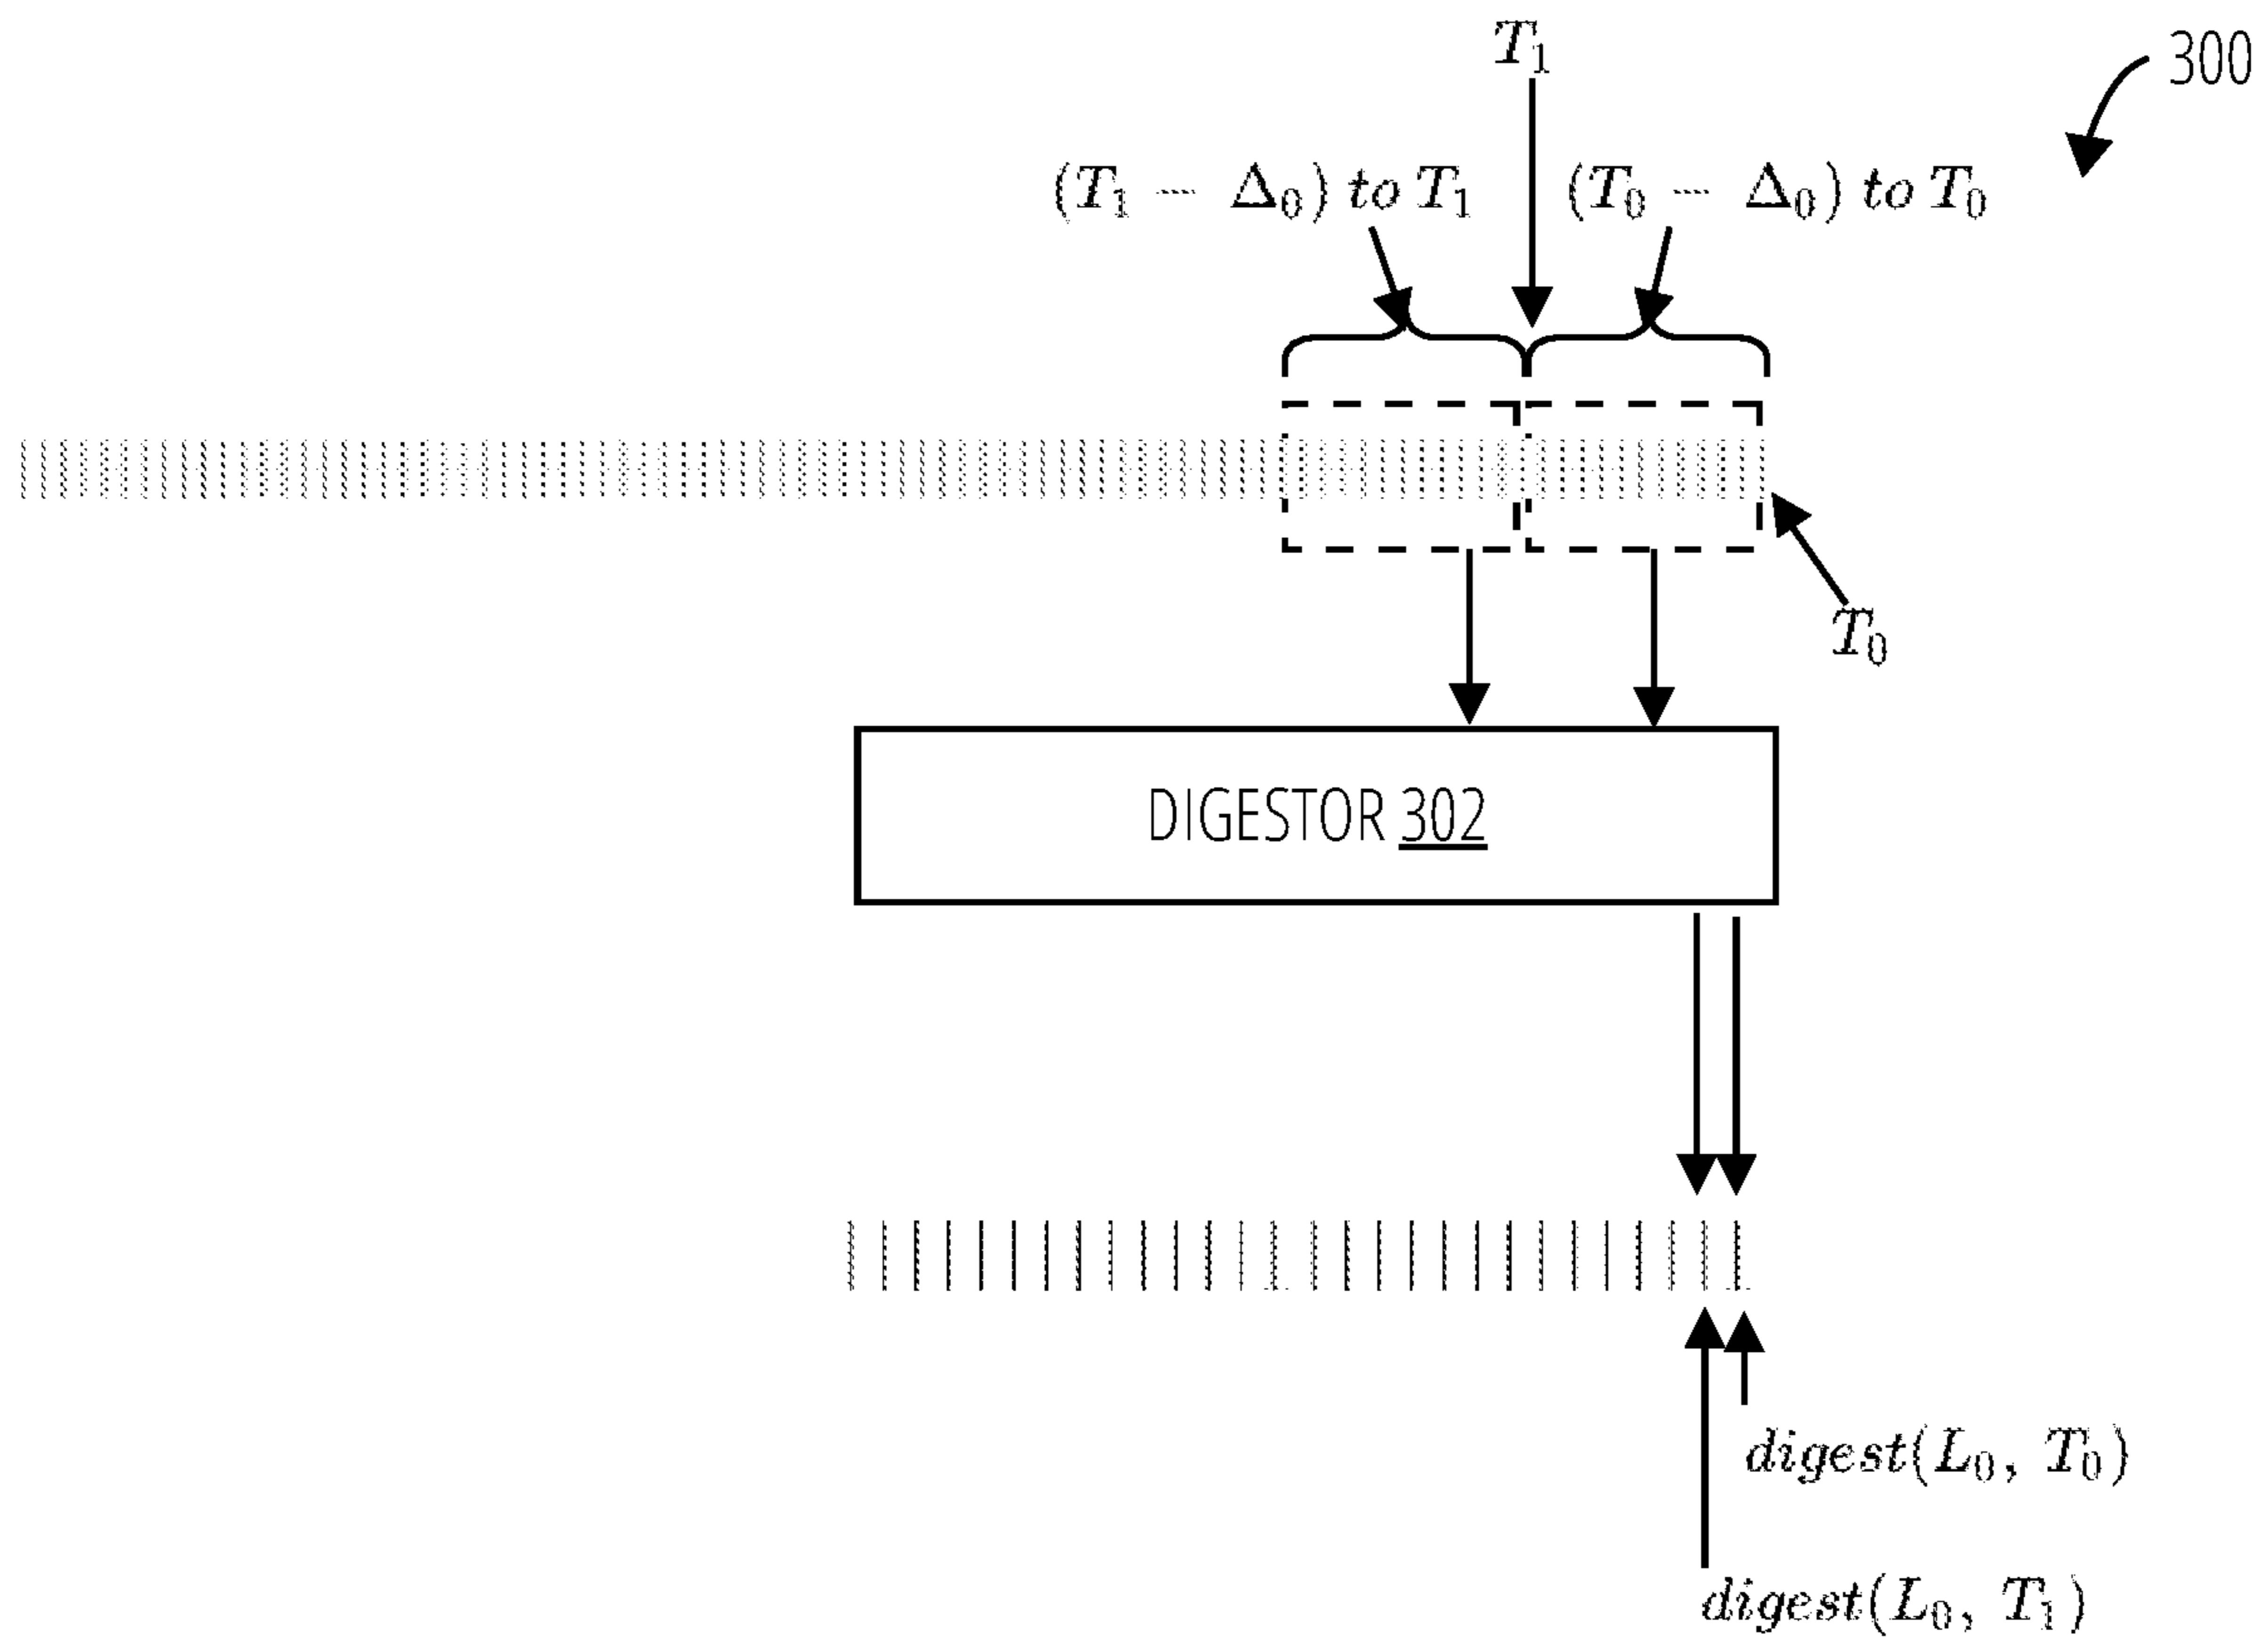 T₁
300
(T₁ − Δ₀) to T₁
(T₀ − Δ₀) to T₀
T₀
DIGESTOR 302
digest(L₀, T₀)
digest(L₀, T₁)